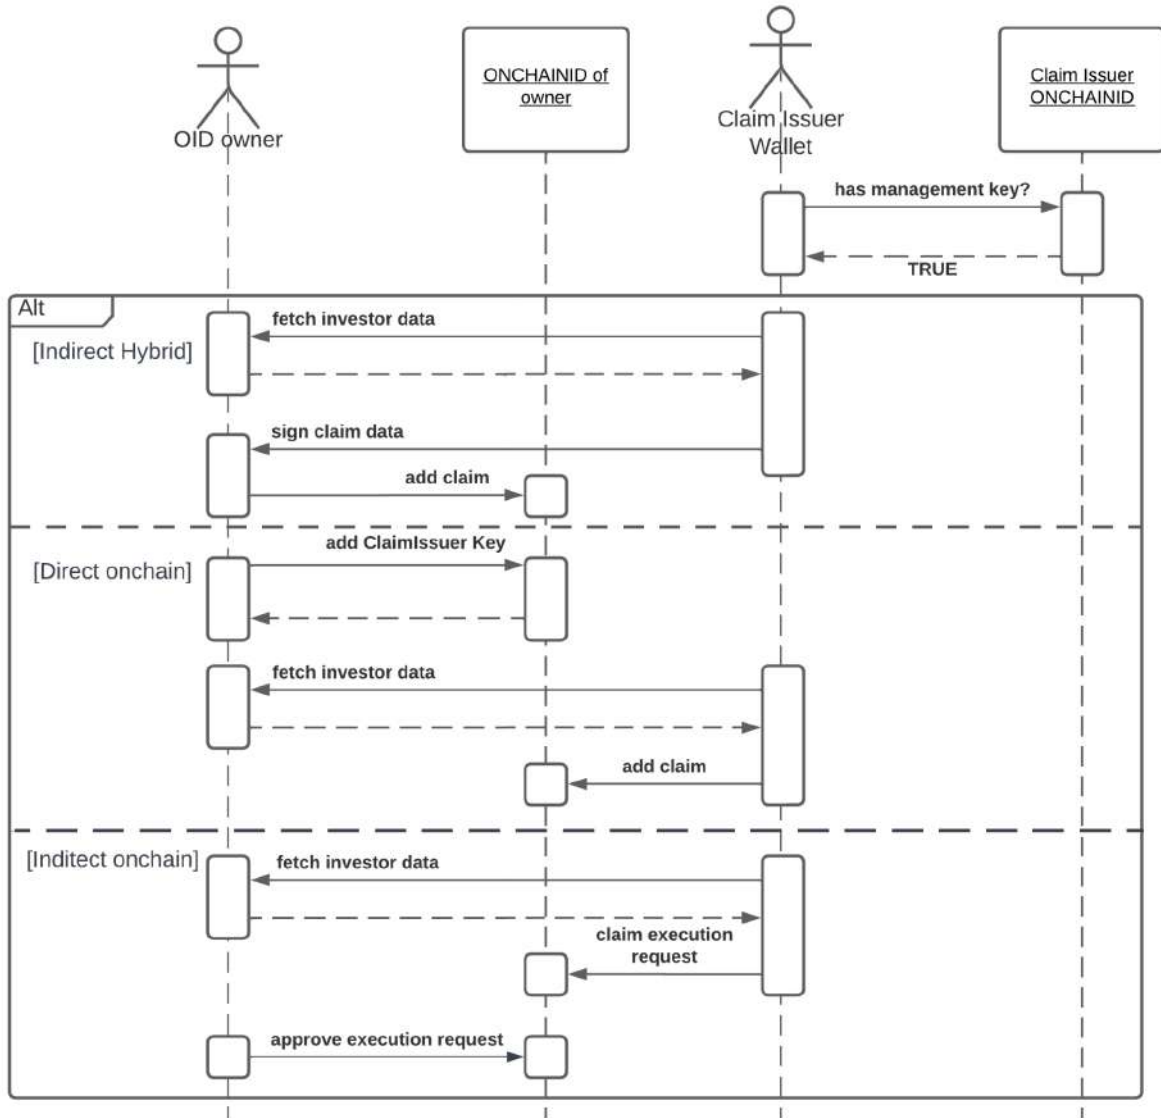 OID owner
ONCHAINID of
owner
Claim Issuer
Wallet
Claim Issuer
ONCHAINID
has management key?
TRUE
Alt
[Indirect Hybrid]
fetch investor data
sign claim data
add claim
[Direct onchain]
add ClaimIssuer Key
fetch investor data
add claim
[Inditect onchain]
fetch investor data
claim execution
request
approve execution request